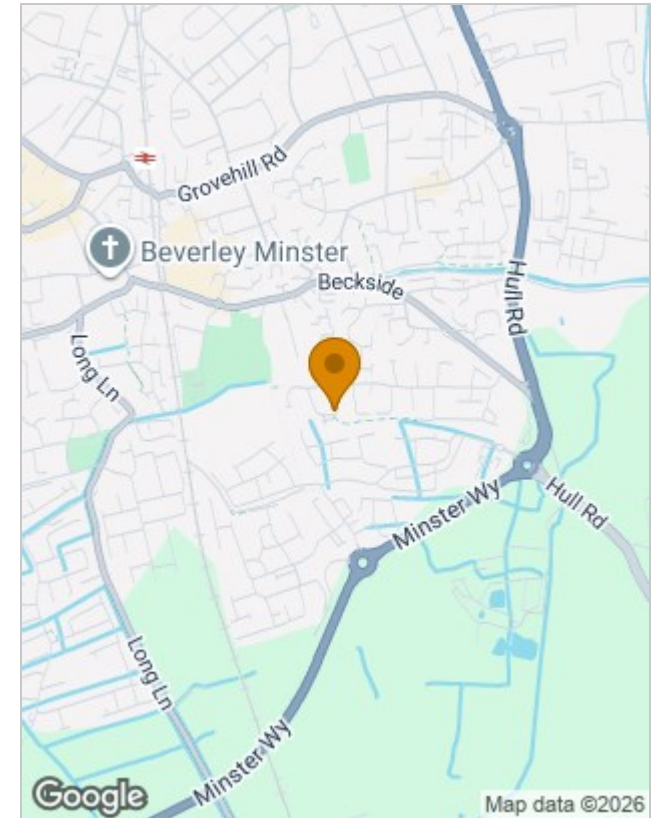 Grovehill Rd
Beverley Minster
Beckside
Hull Rd
Long Ln
Minster Wy
Hull Rd
Long Ln
Minster Wy
Google
Map data ©2026